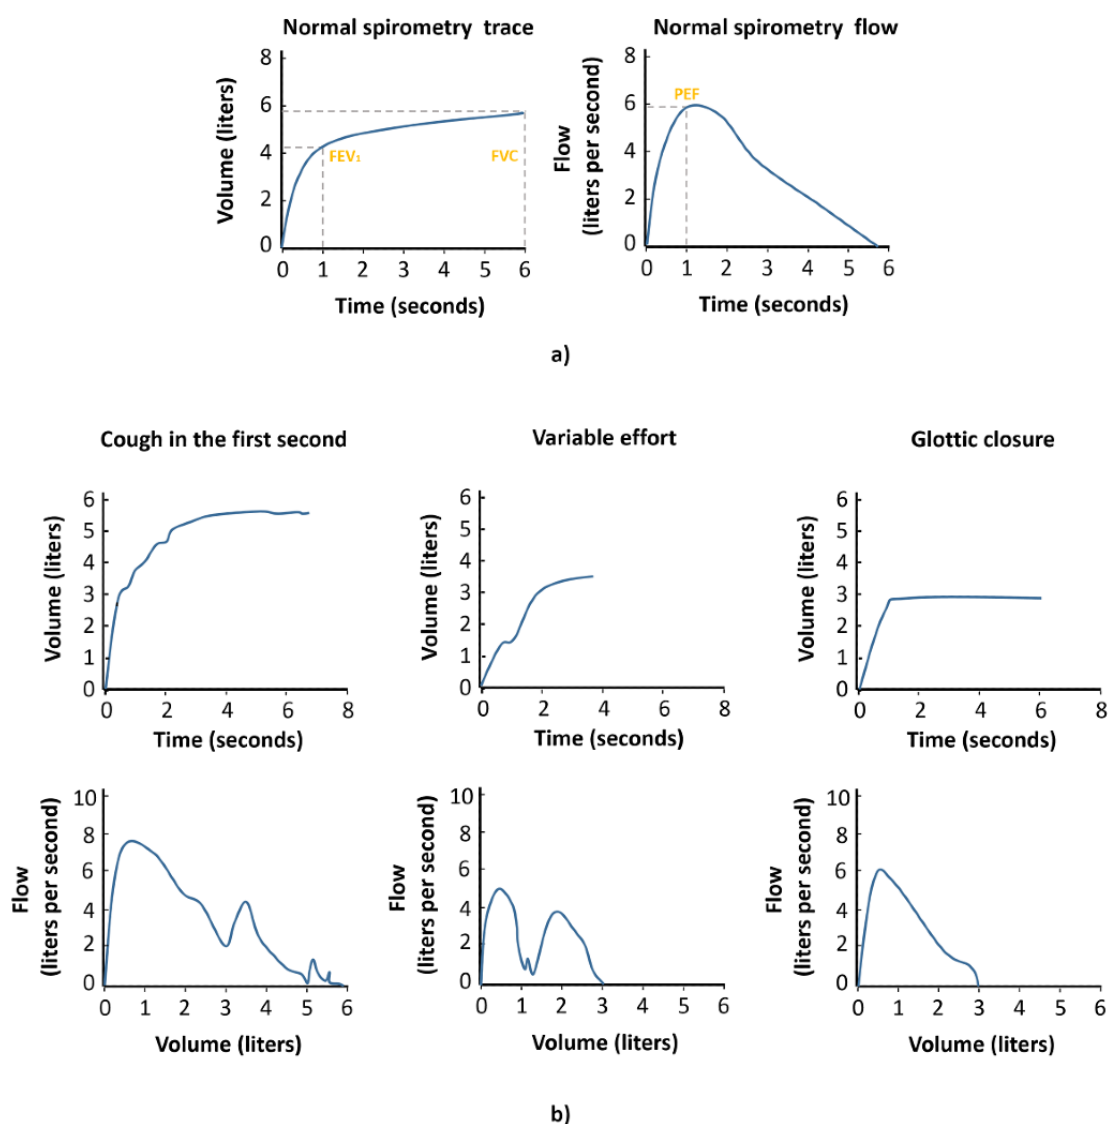 Normal spirometry trace
8
6
4
2
0
Volume (liters)
FEV₁
FVC
0 1 2 3 4 5 6
Time (seconds)
Normal spirometry flow
8
6
4
2
0
Flow
(liters per second)
PEF
0 1 2 3 4 5 6
Time (seconds)
a)
Cough in the first second
6
5
4
3
2
1
0
Volume (liters)
0 2 4 6 8
Time (seconds)
Variable effort
6
5
4
3
2
1
0
Volume (liters)
0 2 4 6 8
Time (seconds)
Glottic closure
6
5
4
3
2
1
0
Volume (liters)
0 2 4 6 8
Time (seconds)
10
8
6
4
2
0
Flow
(liters per second)
0 1 2 3 4 5 6
Volume (liters)
10
8
6
4
2
0
Flow
(liters per second)
0 1 2 3 4 5 6
Volume (liters)
10
8
6
4
2
0
Flow
(liters per second)
0 1 2 3 4 5 6
Volume (liters)
b)